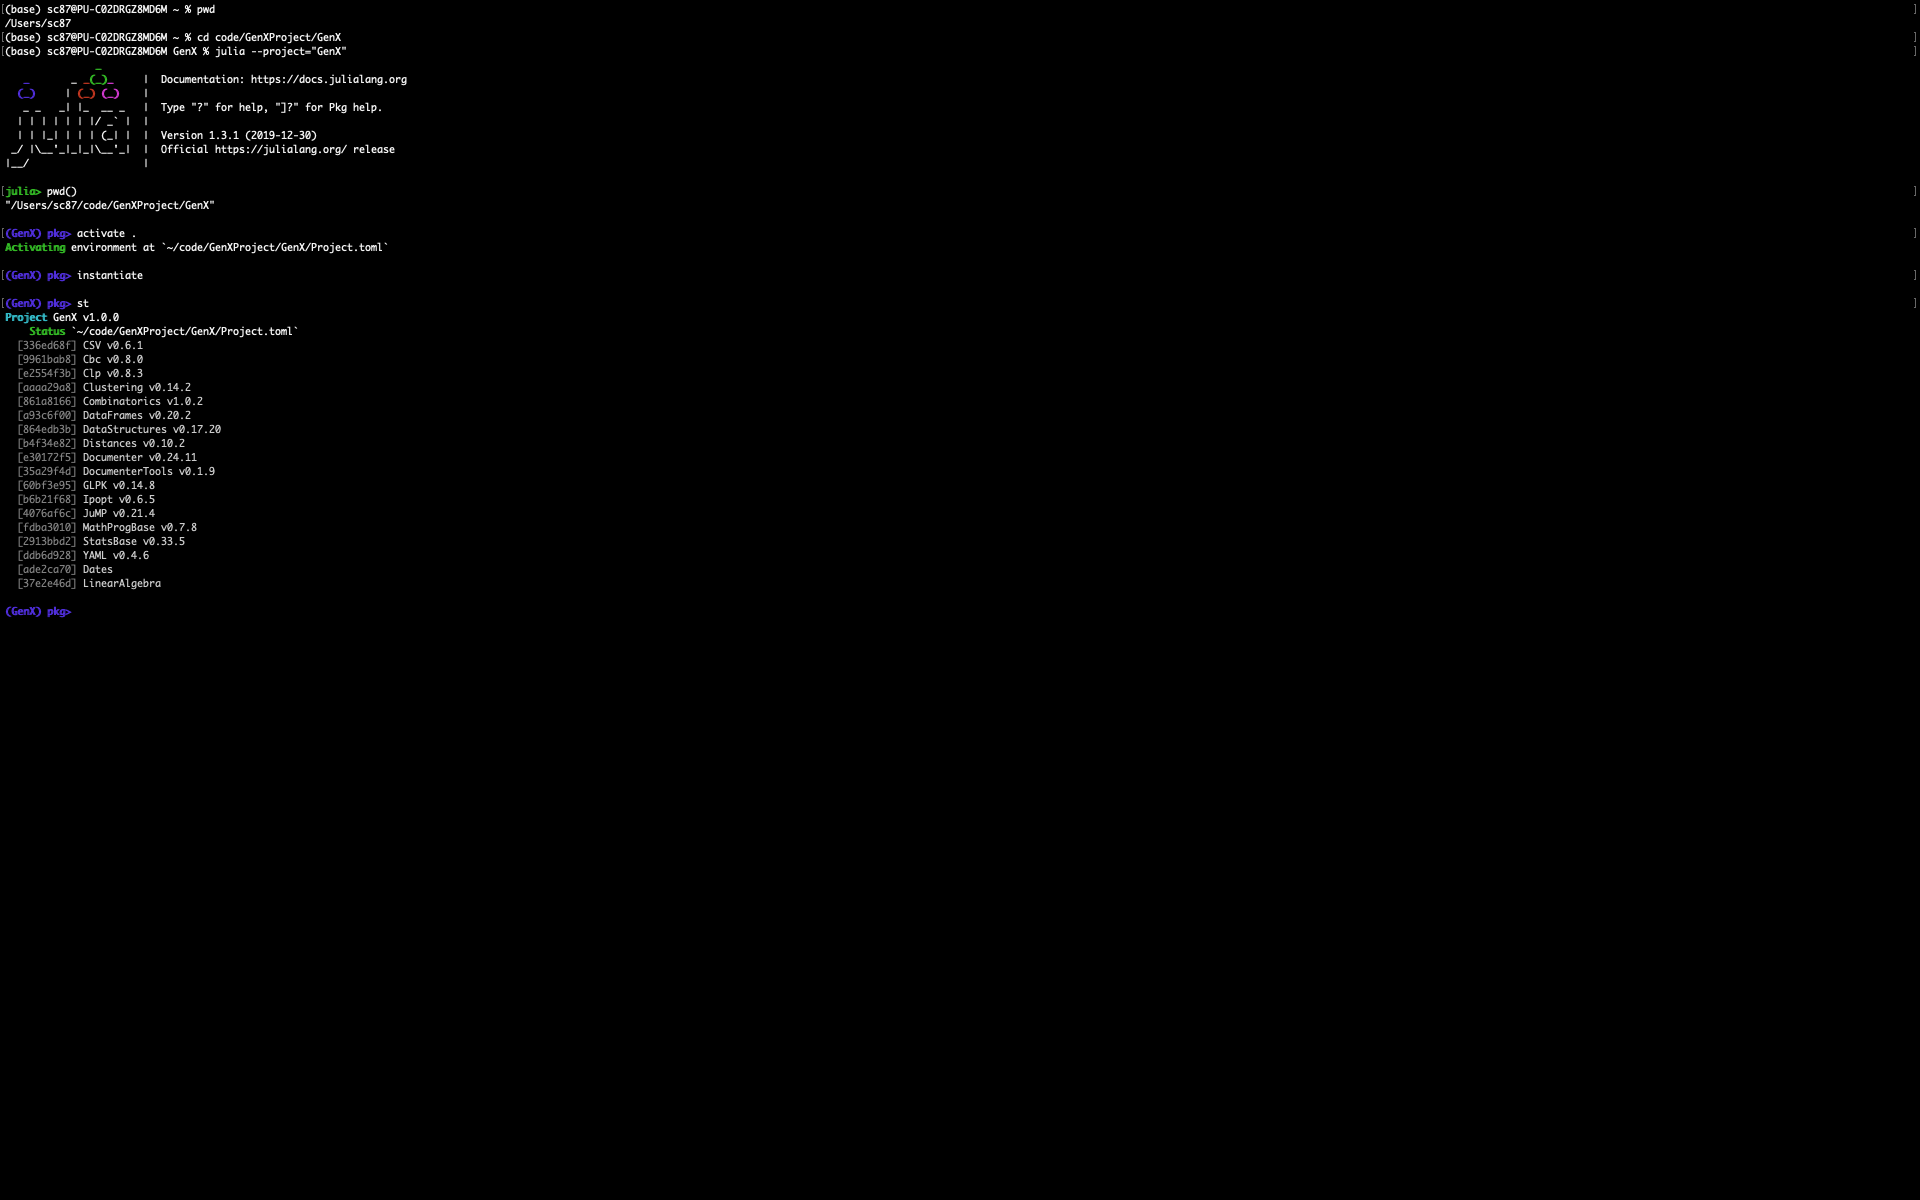 (base) sc87@PU-C02DRGZ8MD6M ~ % pwd
/Users/sc87
(base) sc87@PU-C02DRGZ8MD6M ~ % cd code/GenXProject/GenX
(base) sc87@PU-C02DRGZ8MD6M GenX % julia --project="GenX"
               _
   _       _ _(_)_     |  Documentation: https://docs.julialang.org
  (_)     | (_) (_)    |
   _ _   _| |_  __ _   |  Type "?" for help, "]?" for Pkg help.
  | | | | | | |/ _` |  |
  | | |_| | | | (_| |  |  Version 1.3.1 (2019-12-30)
 _/ |\__'_|_|_|\__'_|  |  Official https://julialang.org/ release
|__/                   |
julia> pwd()
"/Users/sc87/code/GenXProject/GenX"
(GenX) pkg> activate .
Activating environment at `~/code/GenXProject/GenX/Project.toml`
(GenX) pkg> instantiate
(GenX) pkg> st
Project GenX v1.0.0
Status `~/code/GenXProject/GenX/Project.toml`
[336ed68f] CSV v0.6.1
[9961bab8] Cbc v0.8.0
[e2554f3b] Clp v0.8.3
[aaaa29a8] Clustering v0.14.2
[861a8166] Combinatorics v1.0.2
[a93c6f00] DataFrames v0.20.2
[864edb3b] DataStructures v0.17.20
[b4f34e82] Distances v0.10.2
[e30172f5] Documenter v0.24.11
[35a29f4d] DocumenterTools v0.1.9
[60bf3e95] GLPK v0.14.8
[b6b21f68] Ipopt v0.6.5
[4076af6c] JuMP v0.21.4
[fdba3010] MathProgBase v0.7.8
[2913bbd2] StatsBase v0.33.5
[ddb6d928] YAML v0.4.6
[ade2ca70] Dates
[37e2e46d] LinearAlgebra
(GenX) pkg>